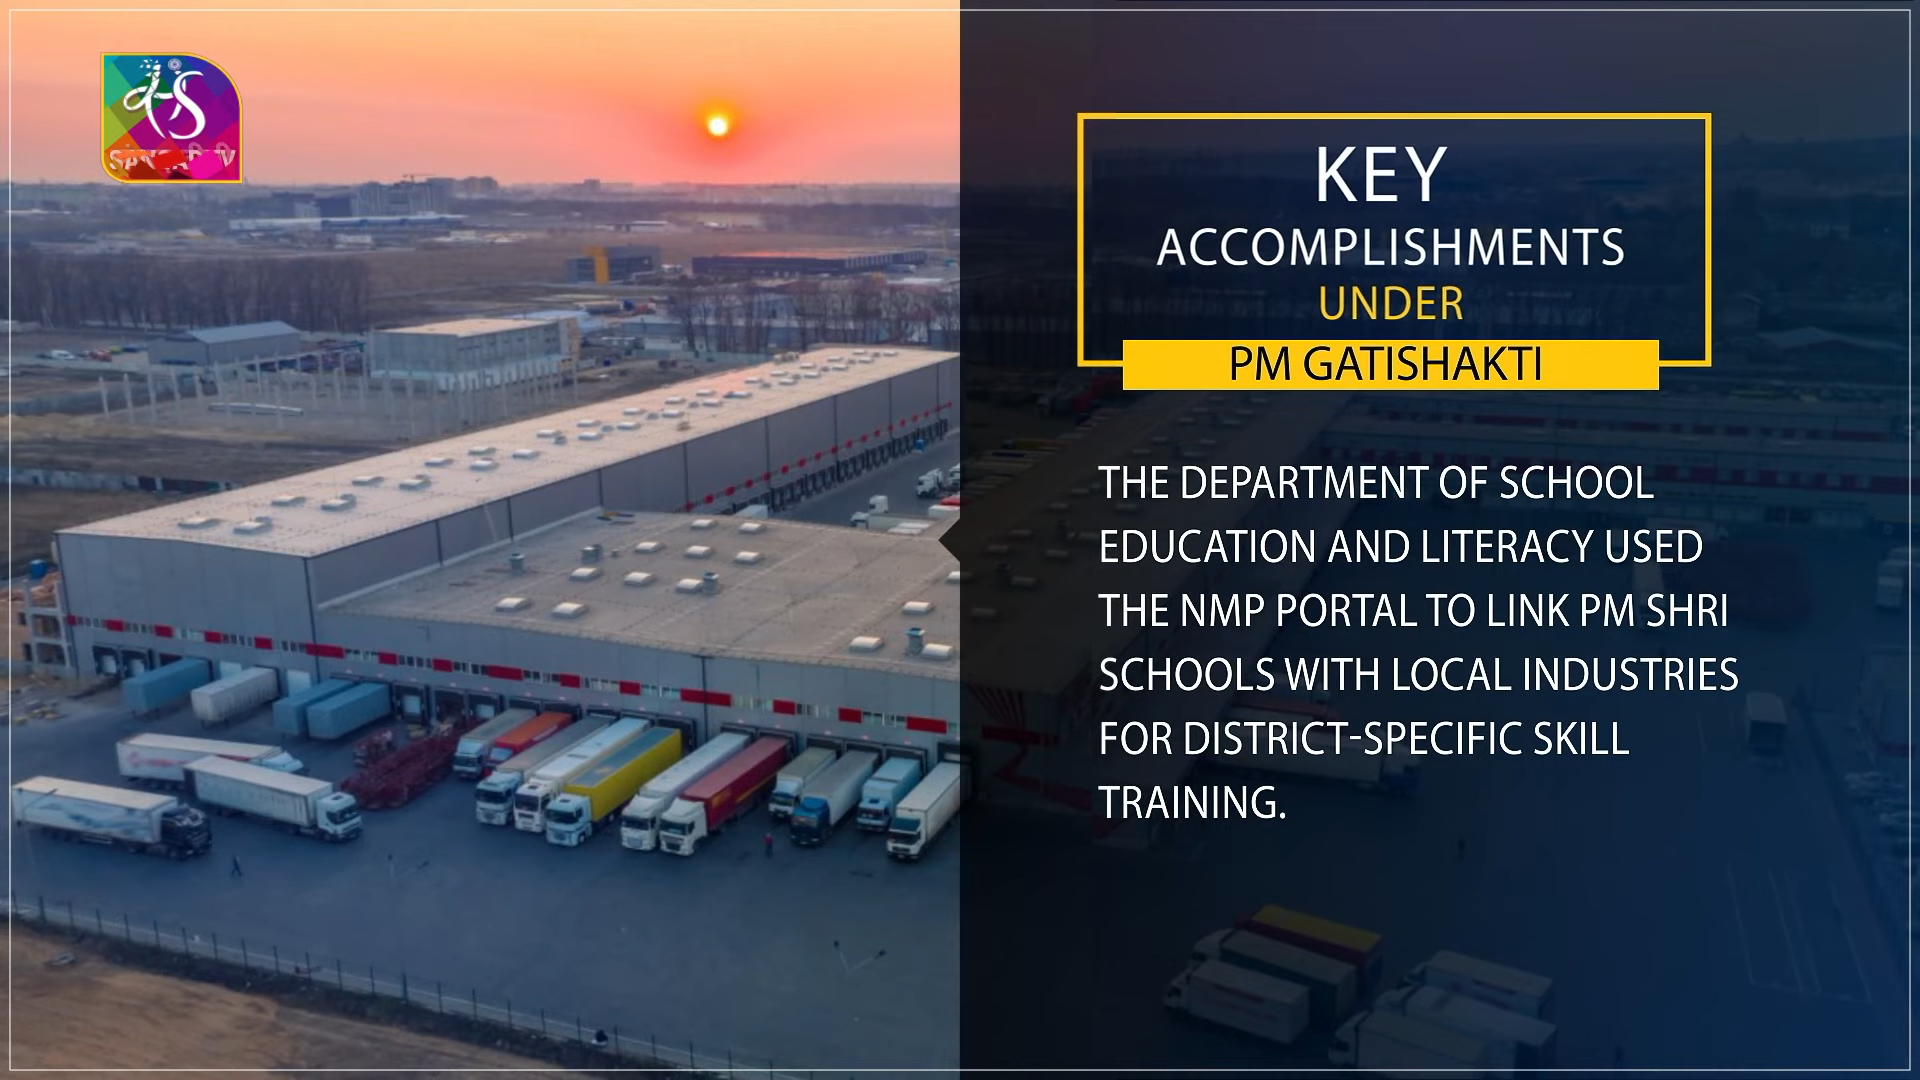 KEY
ACCOMPLISHMENTS
UNDER
PM GATISHAKTI
THE DEPARTMENT OF SCHOOL
EDUCATION AND LITERACY USED
THE NMP PORTAL TO LINK PM SHRI
SCHOOLS WITH LOCAL INDUSTRIES
FOR DISTRICT-SPECIFIC SKILL
TRAINING.